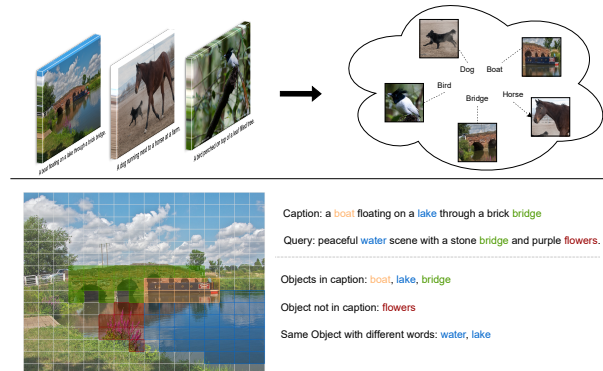 A boat floating on a lake through a brick bridge.
A dog running next to a horse at a farm.
A bird perched on top of a leaf filled tree.
Dog
Boat
Bird
Horse
Bridge
Caption: a boat floating on a lake through a brick bridge
Query: peaceful water scene with a stone bridge and purple flowers.
Objects in caption: boat, lake, bridge
Object not in caption: flowers
Same Object with different words: water, lake